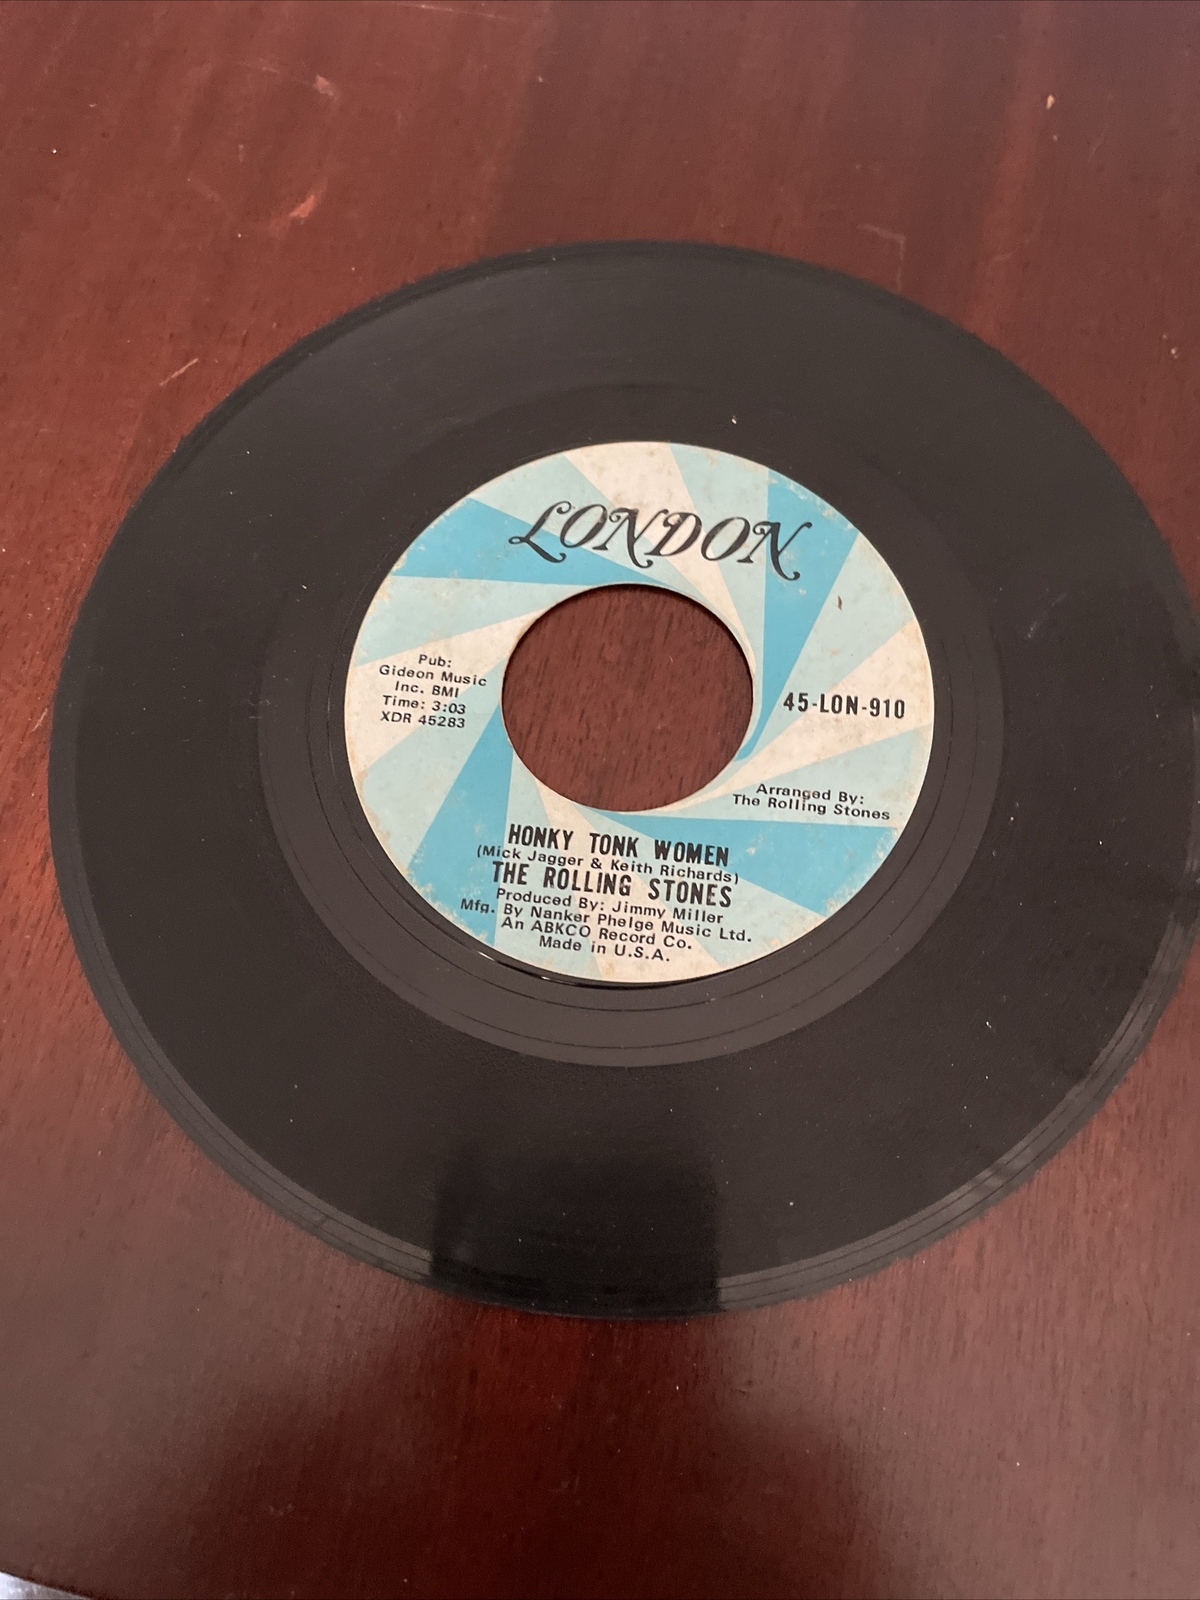 LONDON
Pub:
Gideon Music
Inc. BMI
Time: 3:03
XDR 45283
45-LON-910
Arranged By:
The Rolling Stones
HONKY TONK WOMEN
(Mick Jagger & Keith Richards)
THE ROLLING STONES
Produced By: Jimmy Miller
Mfg. By Nanker Phelge Music Ltd.
An ABKCO Record Co.
Made in U.S.A.